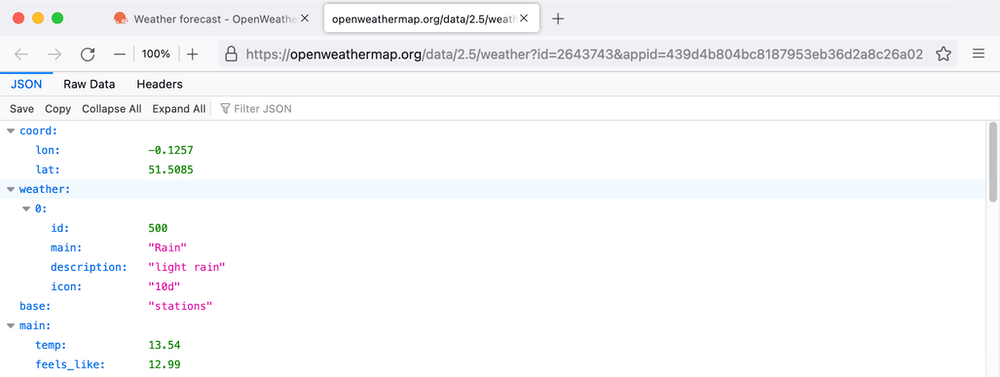 Weather forecast - OpenWeathe
openweathermap.org/data/2.5/weat
100%
https://openweathermap.org/data/2.5/weather?id=2643743&appid=439d4b804bc8187953eb36d2a8c26a02
JSON Raw Data Headers
Save Copy Collapse All Expand All Filter JSON
coord:
lon: -0.1257
lat: 51.5085
weather:
0:
id: 500
main: "Rain"
description: "light rain"
icon: "10d"
base: "stations"
main:
temp: 13.54
feels_like: 12.99